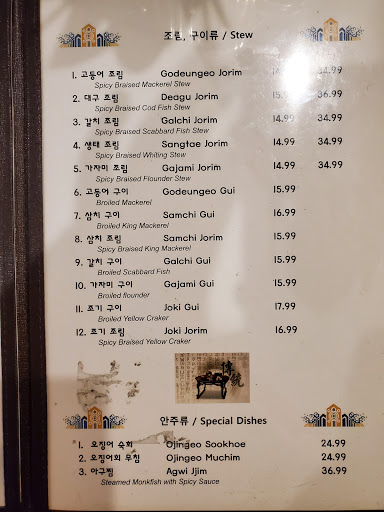 조림, 구이류 / Stew
1. 고등어 조림 Godeungeo Jorim 14.99 34.99
Spicy Braised Mackerel Stew
2. 대구 조림 Deagu Jorim 15.99 36.99
Spicy Braised Cod Fish Stew
3. 갈치 조림 Galchi Jorim 14.99 34.99
Spicy Braised Scabbard Fish Stew
4. 생태 조림 Sangtae Jorim 14.99 34.99
Spicy Braised Whiting Stew
5. 가자미 조림 Gajami Jorim 14.99 34.99
Spicy Braised Flounder Stew
6. 고등어 구이 Godeungeo Gui 15.99
Broiled Mackerel
7. 삼치 구이 Samchi Gui 16.99
Broiled King Mackerel
8. 삼치 조림 Samchi Jorim 15.99
Spicy Braised King Mackerel
9. 갈치 구이 Galchi Gui 15.99
Broiled Scabbard Fish
10. 가자미 구이 Gajami Gui 15.99
Broiled flounder
11. 조기 구이 Joki Gui 17.99
Broiled Yellow Craker
12. 조기 조림 Joki Jorim 16.99
Spicy Braised Yellow Craker
안주류 / Special Dishes
1. 오징어 숙회 Ojingeo Sookhoe 24.99
2. 오징어회 무침 Ojingeo Muchim 24.99
3. 아구찜 Agwi Jjim 36.99
Steamed Monkfish with Spicy Sauce